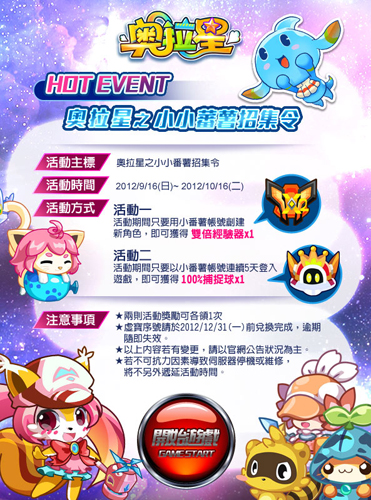 奧拉星
HOT EVENT
奧拉星之小小蕃薯招集令
活動主標 奧拉星之小小番薯招集令
活動時間 2012/9/16(日)~ 2012/10/16(二)
活動方式 活動一
活動期間只要用小番薯帳號創建
新角色，即可獲得 雙倍經驗器x1
活動二
活動期間只要以小番薯帳號連續5天登入
遊戲，即可獲得 100%捕捉球x1
注意事項 ★兩則活動獎勵可各領1次
★虛寶序號請於2012/12/31(一)前兌換完成，逾期
隨即失效。
★以上內容若有變更，請以官網公告狀況為主。
★若不可抗力因素導致伺服器停機或維修，
將不另外遞延活動時間。
開始遊戲
GAME START